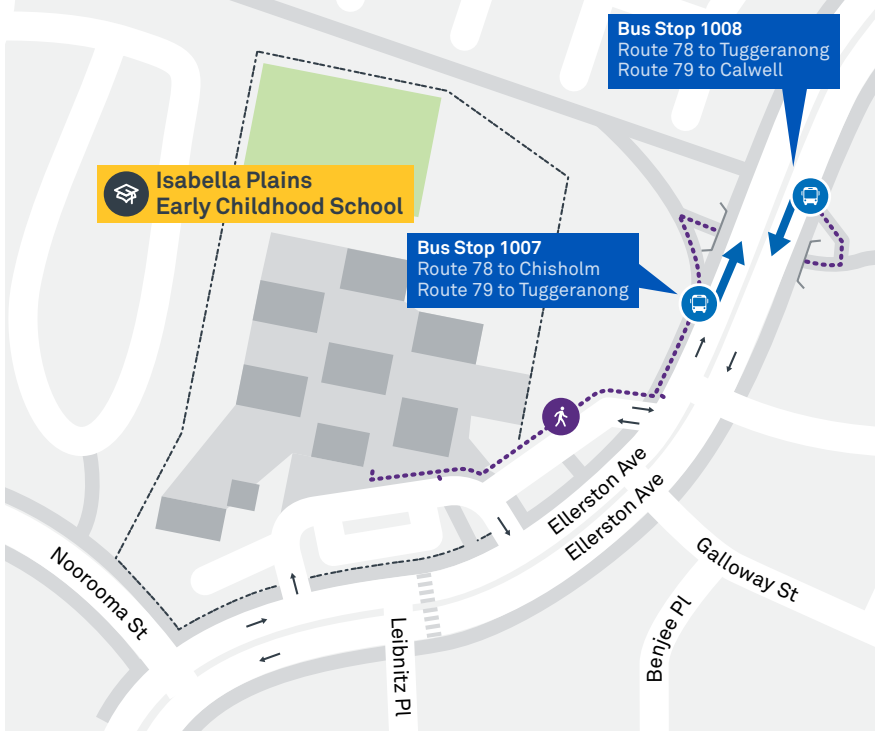 Bus Stop 1008
Route 78 to Tuggeranong
Route 79 to Calwell
Isabella Plains
Early Childhood School
Bus Stop 1007
Route 78 to Chisholm
Route 79 to Tuggeranong
Ellerston Ave
Ellerston Ave
Galloway St
Noorooma St
Benjee Pl
Leibnitz Pl